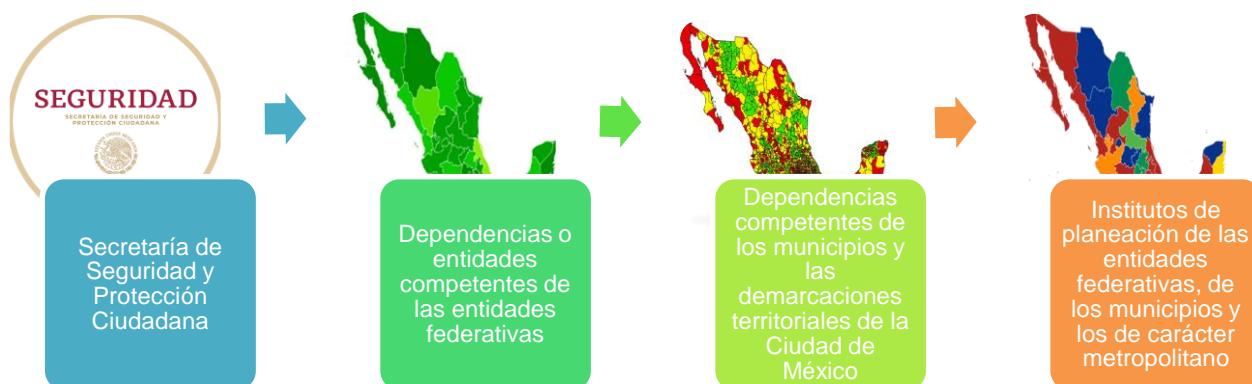 SEGURIDAD
SECRETARÍA DE SEGURIDAD Y
PROTECCIÓN CIUDADANA
Secretaría de
Seguridad y
Protección
Ciudadana
Dependencias o
entidades
competentes de
las entidades
federativas
Dependencias
competentes de
los municipios y
las
demarcaciones
territoriales de la
Ciudad de
México
Institutos de
planeación de las
entidades
federativas, de
los municipios y
los de carácter
metropolitano